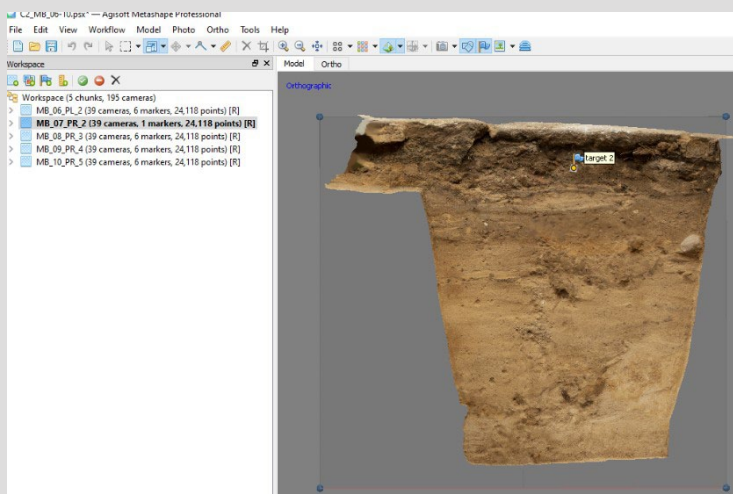 C2_MB_06-10.psx* — Agisoft Metashape Professional
File Edit View Workflow Model Photo Ortho Tools Help
Workspace
Model Ortho
Workspace (5 chunks, 195 cameras)
MB_06_PL_2 (39 cameras, 6 markers, 24,118 points) [R]
MB_07_PR_2 (39 cameras, 1 markers, 24,118 points) [R]
MB_08_PR_3 (39 cameras, 6 markers, 24,118 points) [R]
MB_09_PR_4 (39 cameras, 6 markers, 24,118 points) [R]
MB_10_PR_5 (39 cameras, 6 markers, 24,118 points) [R]
Orthographic
target 2